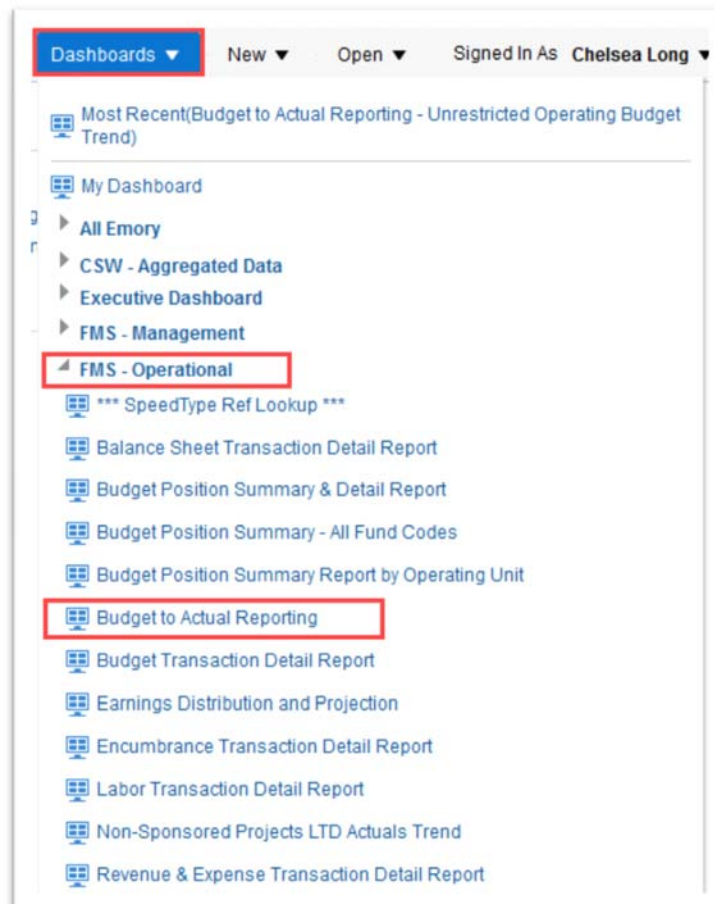 Dashboards New Open Signed In As Chelsea Long
Most Recent(Budget to Actual Reporting - Unrestricted Operating Budget
Trend)
My Dashboard
All Emory
CSW - Aggregated Data
Executive Dashboard
FMS - Management
FMS - Operational
*** SpeedType Ref Lookup ***
Balance Sheet Transaction Detail Report
Budget Position Summary & Detail Report
Budget Position Summary - All Fund Codes
Budget Position Summary Report by Operating Unit
Budget to Actual Reporting
Budget Transaction Detail Report
Earnings Distribution and Projection
Encumbrance Transaction Detail Report
Labor Transaction Detail Report
Non-Sponsored Projects LTD Actuals Trend
Revenue & Expense Transaction Detail Report